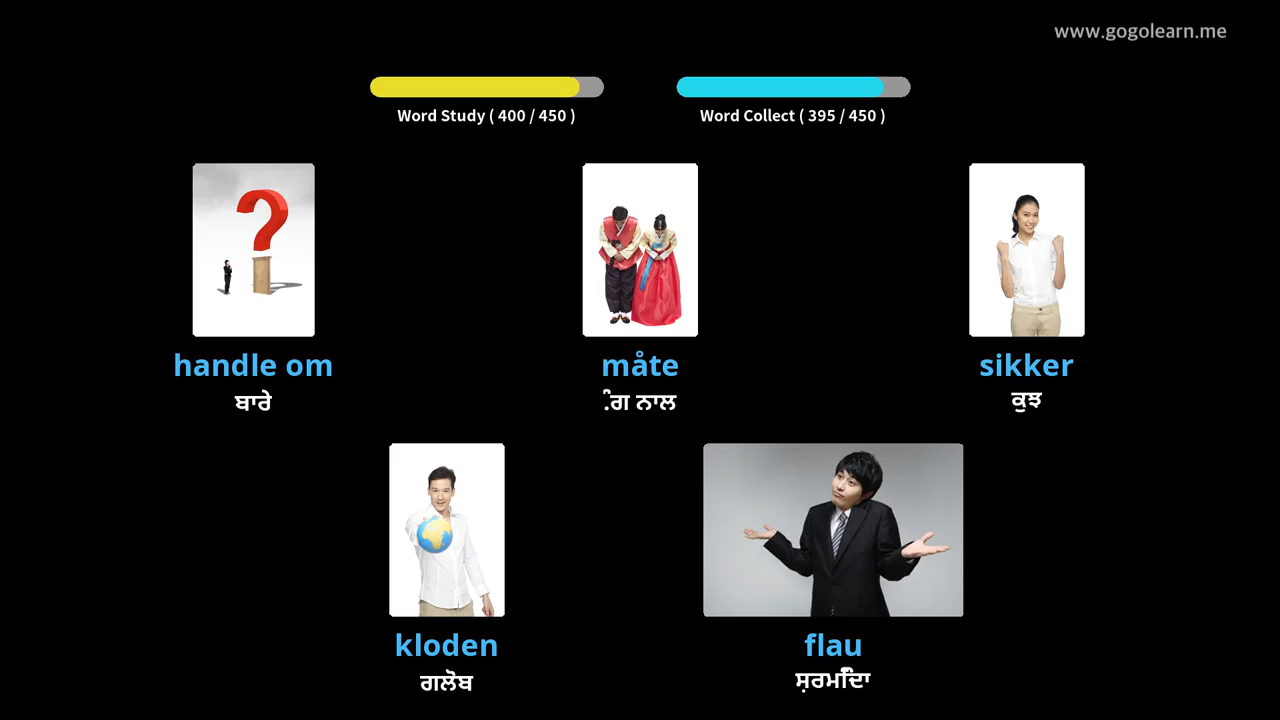 www.gogolearn.me
Word Study ( 400 / 450 )
Word Collect ( 395 / 450 )
handle om
måte
sikker
ਬਾਰੇ
ੰਗ ਨਾਲ
ਕੁਝ
kloden
flau
ਗਲੋਬ
ਸ਼ਰਮਿੰਦਾ